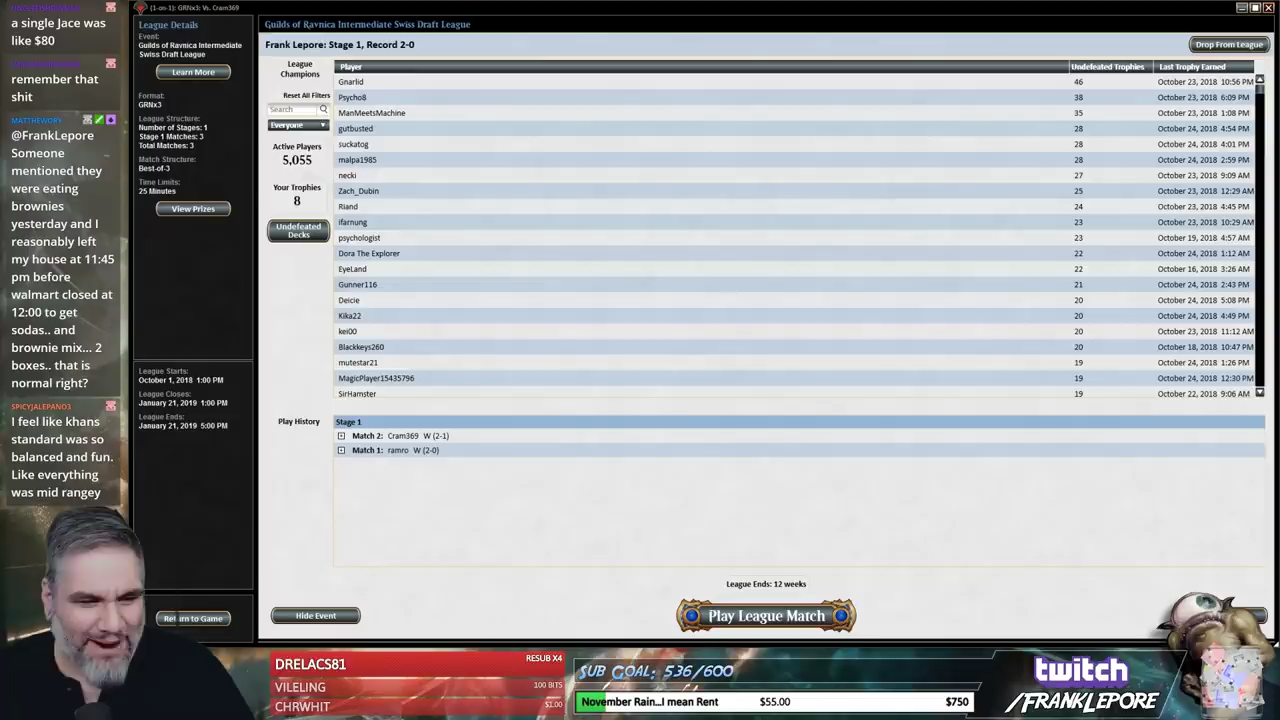 a single Jace was
like $80
remember that
shit
MATTHEWORY
@FrankLepore
Someone
mentioned they
were eating
brownies
yesterday and I
reasonably left
my house at 11:45
pm before
walmart closed at
12:00 to get
sodas.. and
brownie mix... 2
boxes.. that is
normal right?
SPICYJALEPANO3
I feel like khans
standard was so
balanced and fun.
Like everything
was mid rangey
(1-on-1): GRNx3: Vs. Cram369
League Details
Event:
Guilds of Ravnica Intermediate
Swiss Draft League
Learn More
Format:
GRNx3
League Structure:
Number of Stages: 1
Stage 1 Matches: 3
Total Matches: 3
Match Structure:
Best-of-3
Time Limits:
25 Minutes
View Prizes
League Starts:
October 1, 2018 1:00 PM
League Closes:
January 21, 2019 1:00 PM
League Ends:
January 21, 2019 5:00 PM
Return to Game
Guilds of Ravnica Intermediate Swiss Draft League
Frank Lepore: Stage 1, Record 2-0
Drop From League
League
Champions
Reset All Filters
Search
Everyone
Active Players
5,055
Your Trophies
8
Undefeated
Decks
Player Undefeated Trophies Last Trophy Earned
Gnarlid 46 October 23, 2018 10:56 PM
Psycho8 38 October 23, 2018 6:09 PM
ManMeetsMachine 35 October 23, 2018 1:08 PM
gutbusted 28 October 24, 2018 4:54 PM
suckatog 28 October 24, 2018 4:01 PM
malpa1985 28 October 24, 2018 2:59 PM
necki 27 October 23, 2018 9:09 AM
Zach_Dubin 25 October 23, 2018 12:29 AM
Rland 24 October 24, 2018 4:45 PM
ifarnung 23 October 23, 2018 10:29 AM
psychologist 23 October 19, 2018 4:57 AM
Dora The Explorer 22 October 24, 2018 1:12 AM
EyeLand 22 October 16, 2018 3:26 AM
Gunner116 21 October 24, 2018 2:43 PM
Deicie 20 October 24, 2018 5:08 PM
Kika22 20 October 24, 2018 4:49 PM
kei00 20 October 23, 2018 11:12 AM
Blackkeys260 20 October 18, 2018 10:47 PM
mutestar21 19 October 24, 2018 1:26 PM
MagicPlayer15435796 19 October 24, 2018 12:30 PM
SirHamster 19 October 22, 2018 9:06 AM
Play History
Stage 1
Match 2: Cram369 W (2-1)
Match 1: ramro W (2-0)
League Ends: 12 weeks
Hide Event
Play League Match
DRELACS81 RESUB X4
VILELING 100 BITS
CHRWHIT $1.00
SUB GOAL: 536/600
November Rain...I mean Rent $55.00 $750
twitch
/FRANKLEPORE